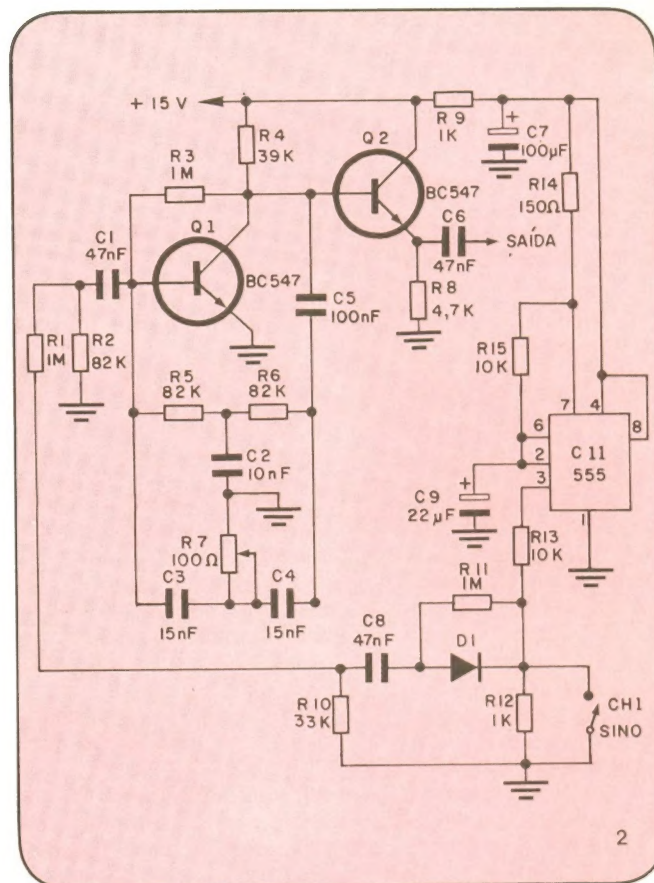 + 15 V
R 4
39K
R3
1M
Q1
BC547
C1
47nF
R1
1M
R2
82K
Q2
BC547
R 9
1K
+
C7
100µF
R14
150Ω
C6
47nF
SAÍDA
R8
4,7K
C5
100nF
R5
82K
R6
82K
C2
10nF
R7
100Ω
C3
15nF
C4
15nF
R15
10K
7
4
8
6
2
3
1
C 11
555
+
C9
22µF
R13
10K
R11
1M
C8
47nF
D1
R10
33K
R12
1K
CH1
SINO
2